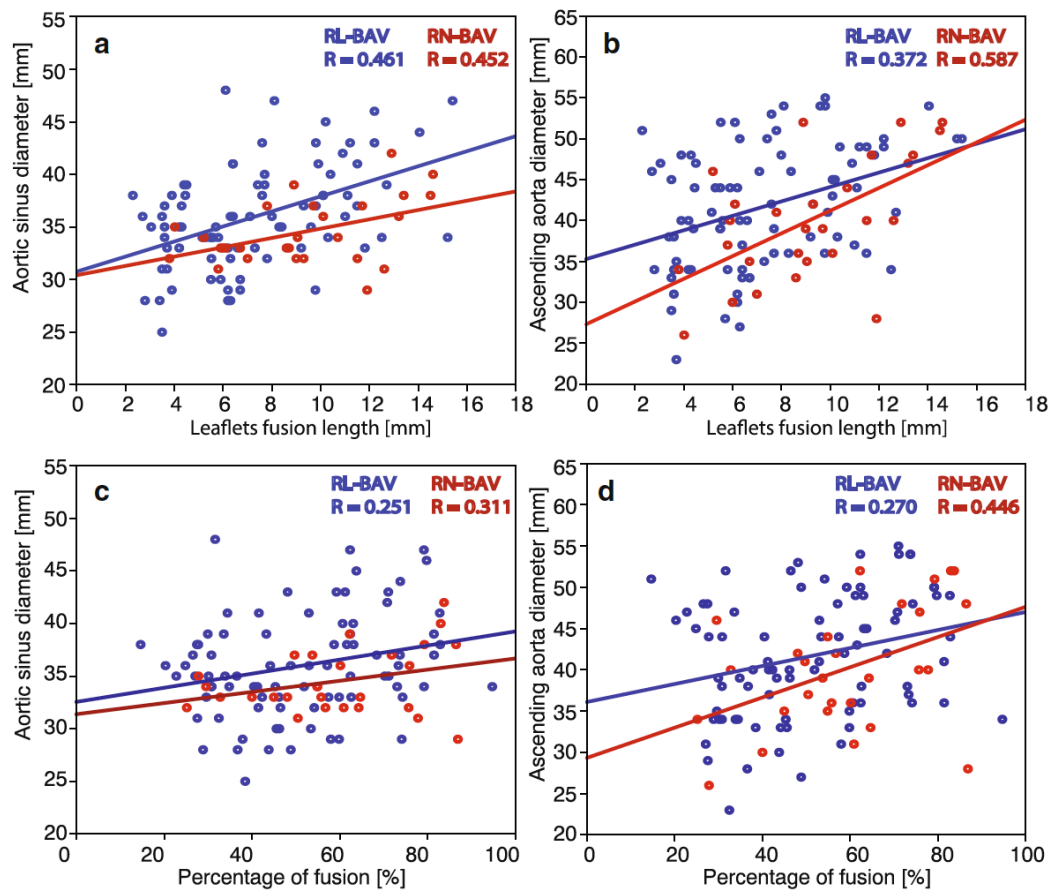 a
RL-BAV RN-BAV
R = 0.461 R = 0.452
Aortic sinus diameter [mm]
55
50
45
40
35
30
25
20
0 2 4 6 8 10 12 14 16 18
Leaflets fusion length [mm]
b
RL-BAV RN-BAV
R = 0.372 R = 0.587
Ascending aorta diameter [mm]
65
60
55
50
45
40
35
30
25
20
0 2 4 6 8 10 12 14 16 18
Leaflets fusion length [mm]
c
RL-BAV RN-BAV
R = 0.251 R = 0.311
Aortic sinus diameter [mm]
55
50
45
40
35
30
25
20
0 20 40 60 80 100
Percentage of fusion [%]
d
RL-BAV RN-BAV
R = 0.270 R = 0.446
Ascending aorta diameter [mm]
65
60
55
50
45
40
35
30
25
20
0 20 40 60 80 100
Percentage of fusion [%]